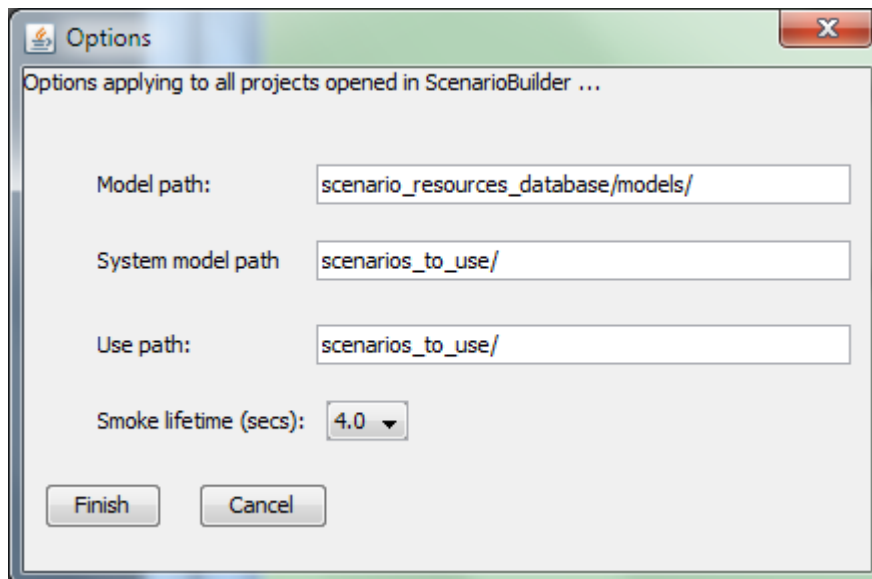 Options
Options applying to all projects opened in ScenarioBuilder ...
Model path: scenario_resources_database/models/
System model path scenarios_to_use/
Use path: scenarios_to_use/
Smoke lifetime (secs): 4.0
Finish Cancel